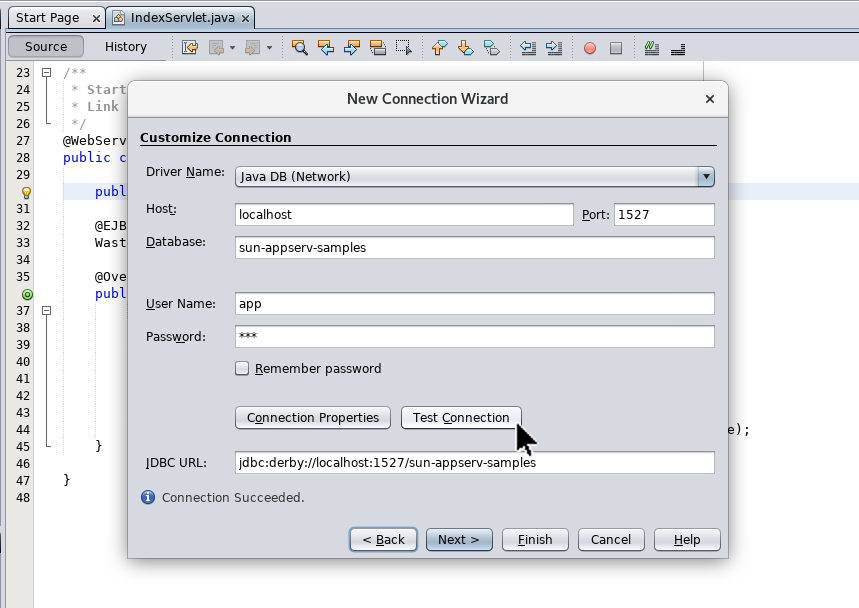 Start Page
IndexServlet.java
Source
History
New Connection Wizard
Customize Connection
Driver Name: Java DB (Network)
Host: localhost Port: 1527
Database: sun-appserv-samples
User Name: app
Password: ***
Remember password
Connection Properties Test Connection
JDBC URL: jdbc:derby://localhost:1527/sun-appserv-samples
Connection Succeeded.
< Back Next > Finish Cancel Help
23 /**
24 * Start
25 * Link
26 */
27 @WebServ
28 public c
29
publ
31
32 @EJB
33 Wast
34
35 @Ove
publ
37
38
39
40
41
42
43
44 e);
45 }
46
47 }
48